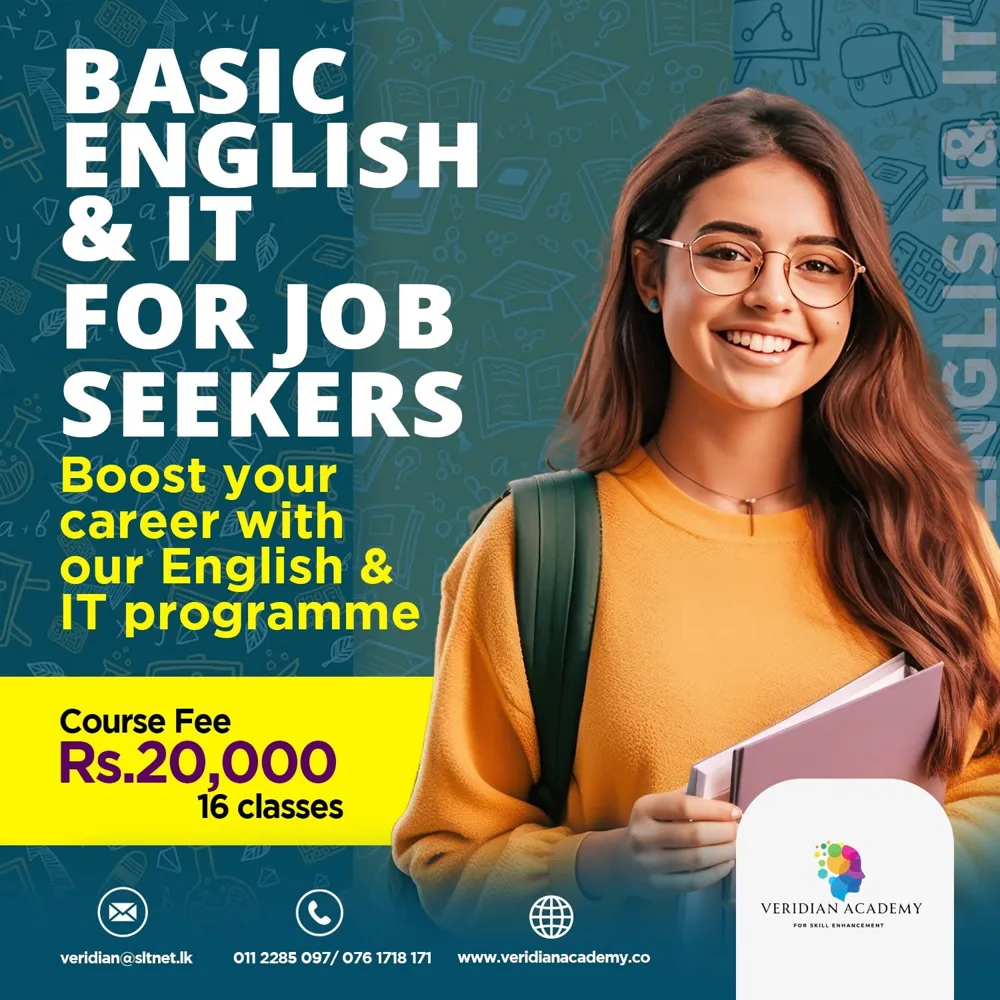 BASIC
ENGLISH
& IT
FOR JOB
SEEKERS
Boost your
career with
our English &
IT programme
Course Fee
Rs.20,000
16 classes
veridian@sltnet.lk
011 2285 097/ 076 1718 171
www.veridianacademy.co
VERIDIAN ACADEMY
FOR SKILL ENHANCEMENT
ENGLISH & IT